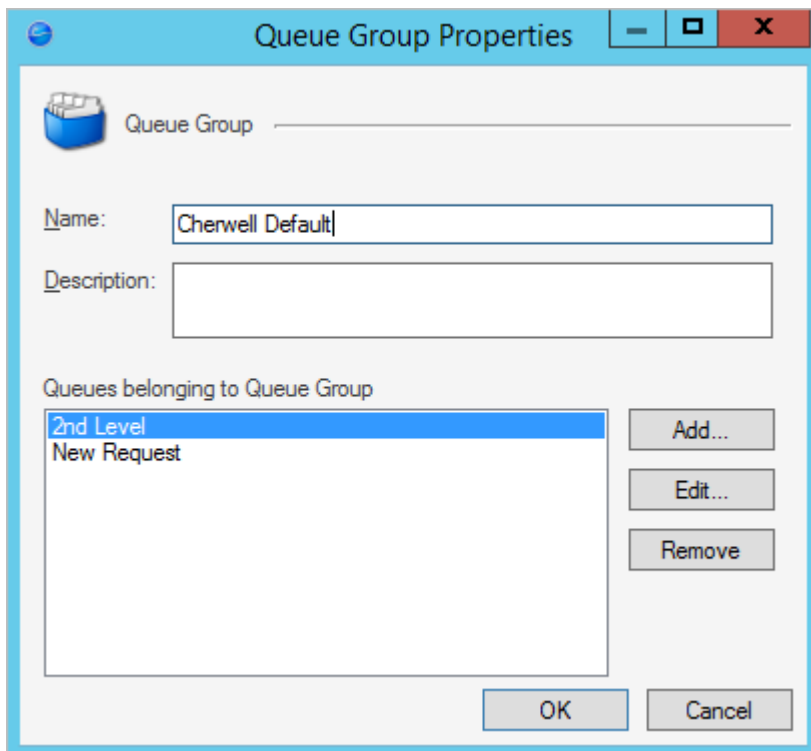 Queue Group Properties
Queue Group
Name:
Cherwell Default
Description:
Queues belonging to Queue Group
2nd Level
New Request
Add...
Edit...
Remove
OK
Cancel